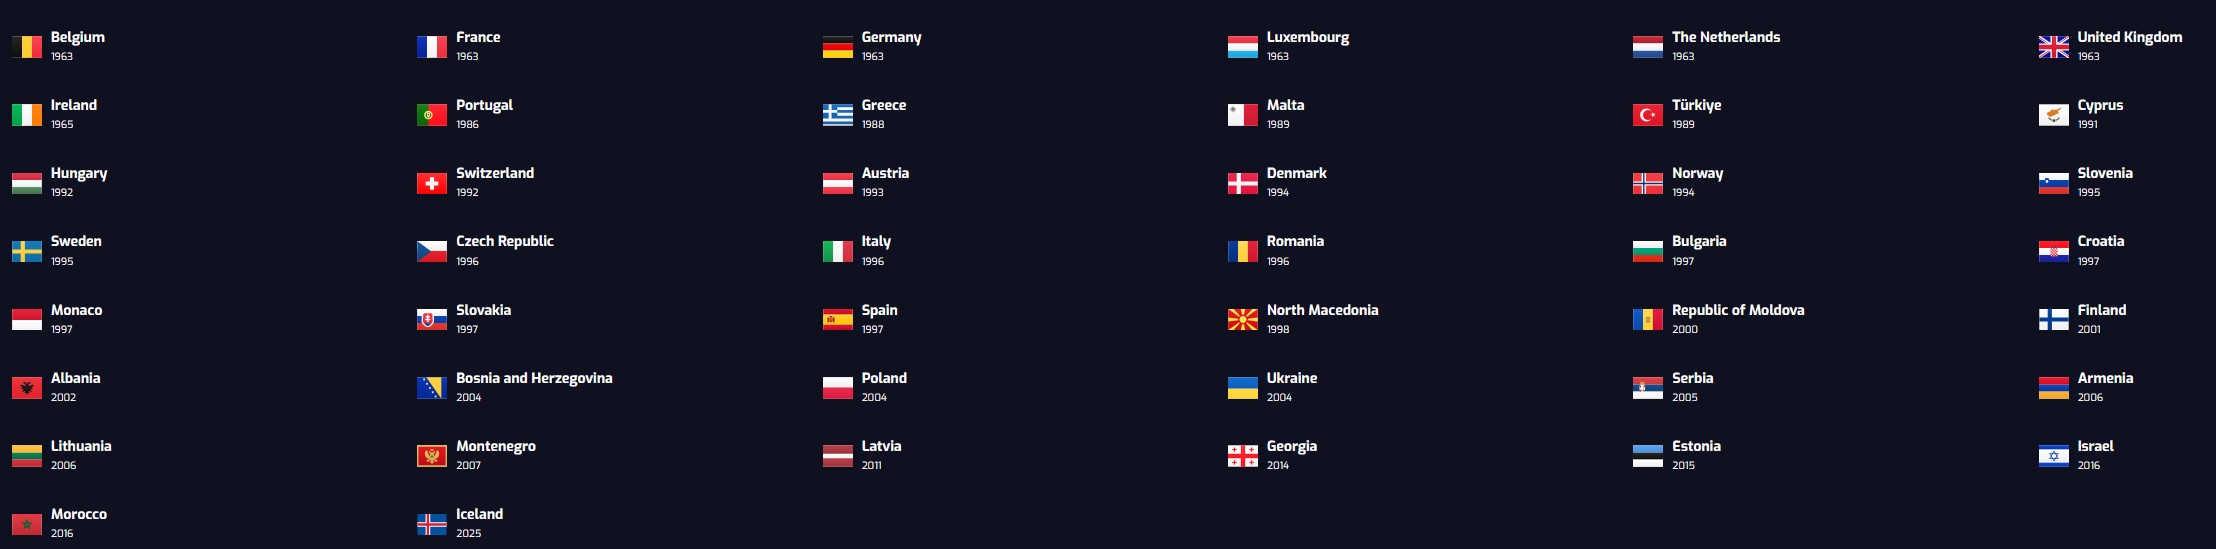 Belgium
1963
France
1963
Germany
1963
Luxembourg
1963
The Netherlands
1963
United Kingdom
1963
Ireland
1965
Portugal
1986
Greece
1988
Malta
1989
Türkiye
1989
Cyprus
1991
Hungary
1992
Switzerland
1992
Austria
1993
Denmark
1994
Norway
1994
Slovenia
1995
Sweden
1995
Czech Republic
1996
Italy
1996
Romania
1996
Bulgaria
1997
Croatia
1997
Monaco
1997
Slovakia
1997
Spain
1997
North Macedonia
1998
Republic of Moldova
2000
Finland
2001
Albania
2002
Bosnia and Herzegovina
2004
Poland
2004
Ukraine
2004
Serbia
2005
Armenia
2006
Lithuania
2006
Montenegro
2007
Latvia
2011
Georgia
2014
Estonia
2015
Israel
2016
Morocco
2016
Iceland
2025